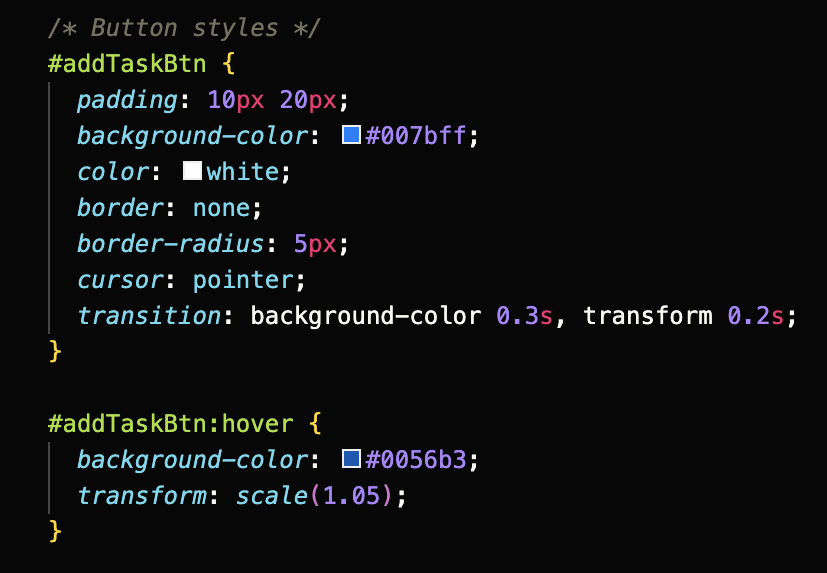 /* Button styles */
#addTaskBtn {
  padding: 10px 20px;
  background-color: #007bff;
  color: white;
  border: none;
  border-radius: 5px;
  cursor: pointer;
  transition: background-color 0.3s, transform 0.2s;
}

#addTaskBtn:hover {
  background-color: #0056b3;
  transform: scale(1.05);
}